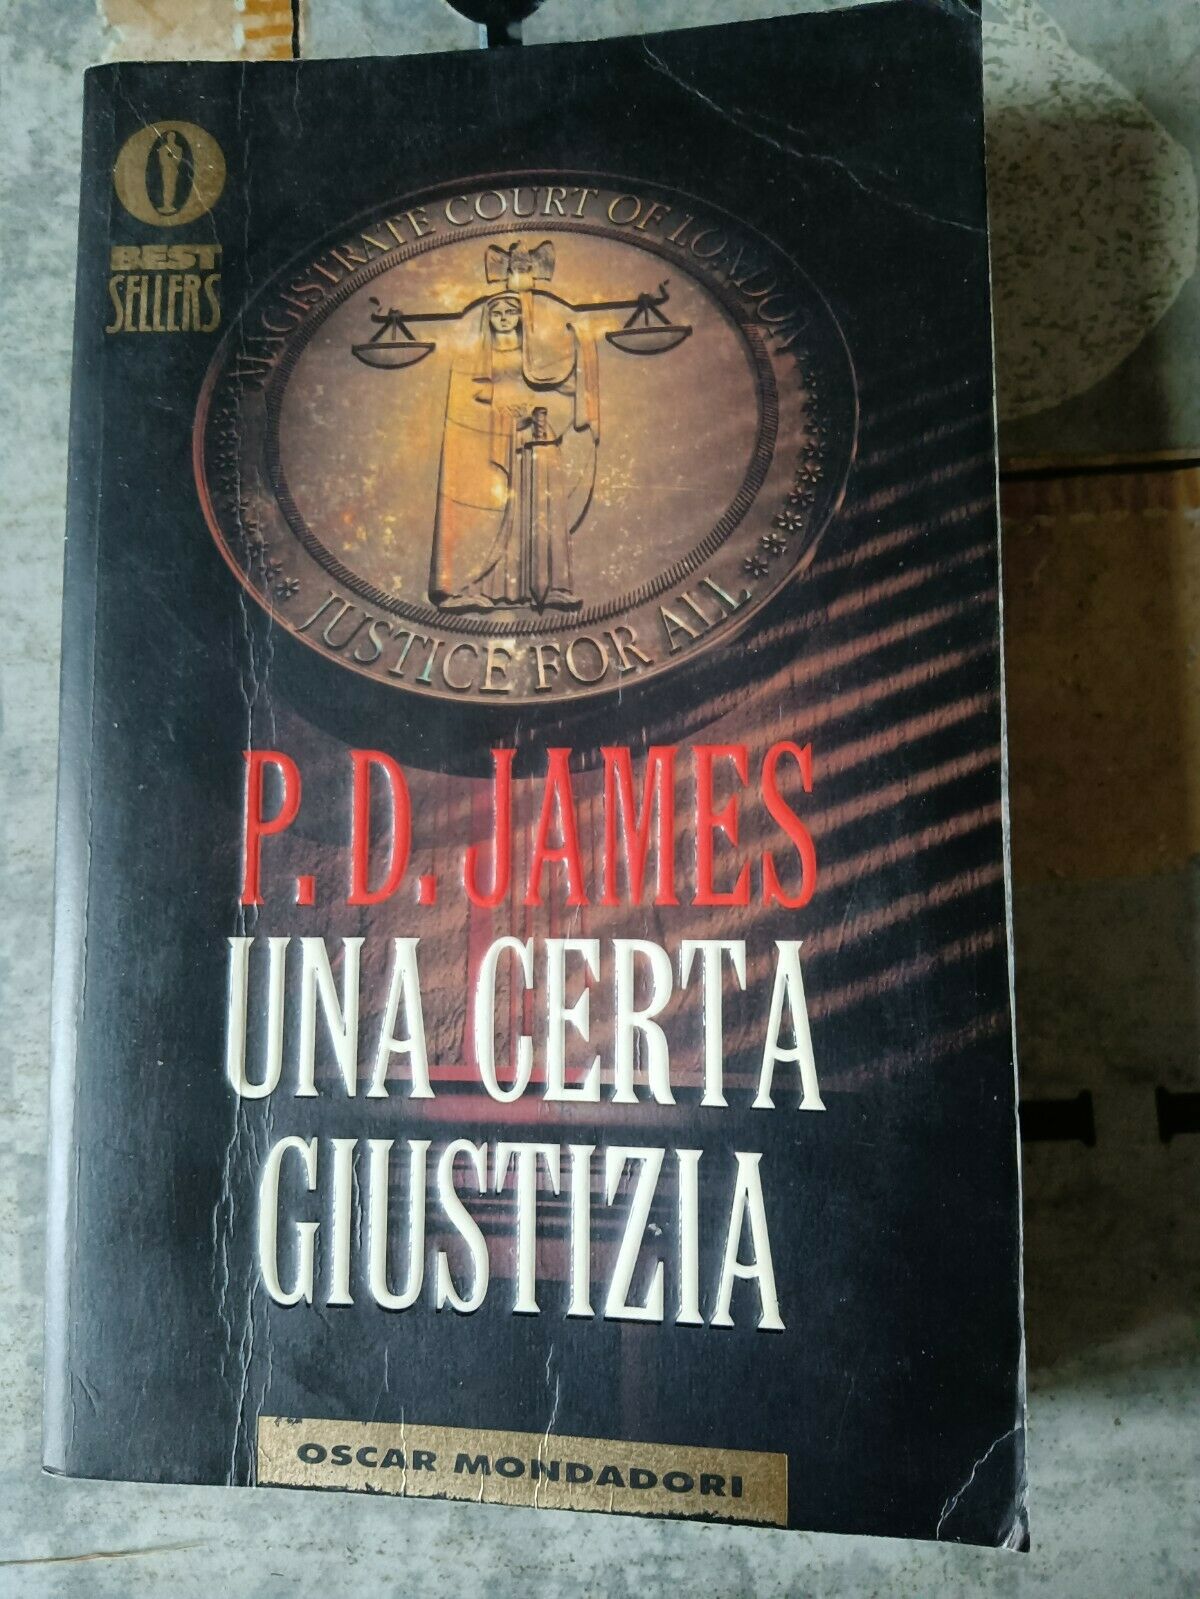 BEST
SELLERS
MAGISTRATE COURT OF LONDON
JUSTICE FOR ALL
P. D. JAMES
UNA CERTA
GIUSTIZIA
OSCAR MONDADORI